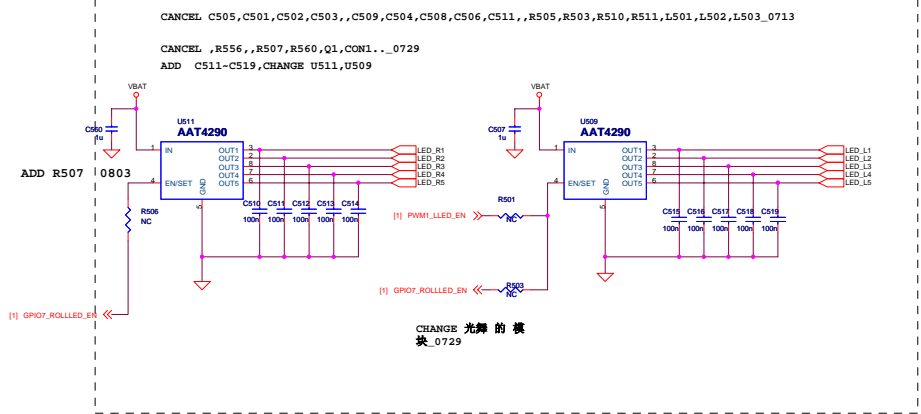 CANCEL C505,C501,C502,C503,,C509,C504,C508,C506,C511,,R505,R503,R510,R511,L501,L502,L503_0713
CANCEL ,R556,,R507,R560,Q1,CON1.._0729
ADD C511~C519,CHANGE U511,U509
VBAT
U511
AAT4290
1u
1 IN
OUT1 3 LED_R1
OUT2 2 LED_R2
OUT3 8 LED_R3
OUT4 7 LED_R4
OUT5 6 LED_R5
4 EN/SET
GND
5
ADD R507 0803
R506
NC
C510 C511 C512 C513 C514
100n 100n 100n 100n 100n
[1] GPIO7_ROLLLED_EN
VBAT
U509
AAT4290
C507
1u
1 IN
OUT1 3 LED_L1
OUT2 2 LED_L2
OUT3 8 LED_L3
OUT4 7 LED_L4
OUT5 6 LED_L5
4 EN/SET
GND
5
R501
NC
[1] PWM1_LLED_EN
C515 C516 C517 C518 C519
100n 100n 100n 100n 100n
[1] GPIO7_ROLLED_EN
R503
NC
CHANGE 光舞 的 模
块_0729